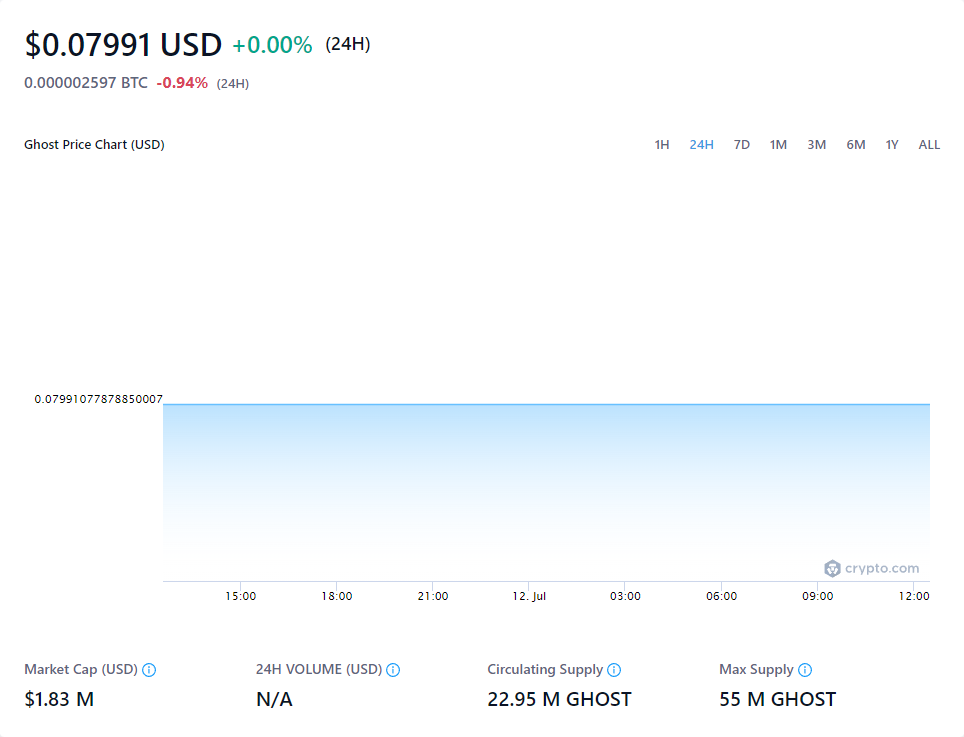 $0.07991 USD +0.00% (24H)
0.000002597 BTC -0.94% (24H)
Ghost Price Chart (USD) 1H 24H 7D 1M 3M 6M 1Y ALL
0.07991077878850007
crypto.com
15:00 18:00 21:00 12. Jul 03:00 06:00 09:00 12:00
Market Cap (USD) 24H VOLUME (USD) Circulating Supply Max Supply
$1.83 M N/A 22.95 M GHOST 55 M GHOST